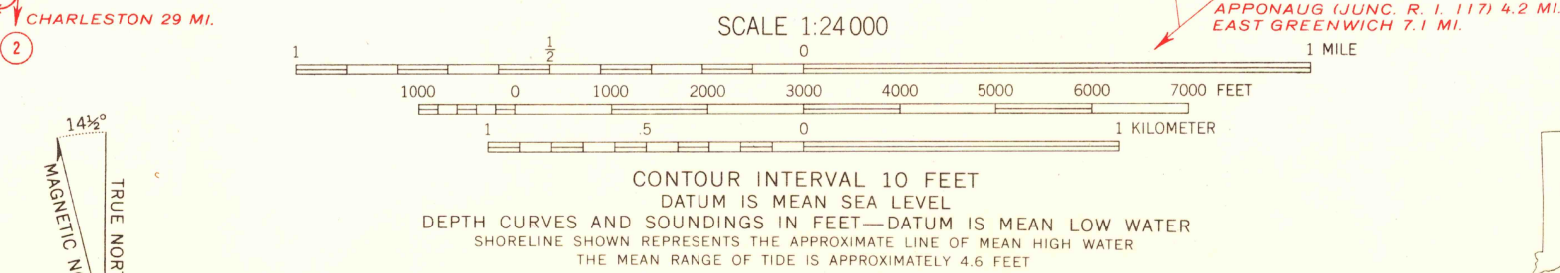 CHARLESTON 29 MI.
2
APPONAUG (JUNC. R. I. 117) 4.2 MI.
EAST GREENWICH 7.1 MI.
SCALE 1:24 000
1 ½ 0 1 MILE
1000 0 1000 2000 3000 4000 5000 6000 7000 FEET
1 .5 0 1 KILOMETER
14½°
MAGNETIC
TRUE
CONTOUR INTERVAL 10 FEET
DATUM IS MEAN SEA LEVEL
DEPTH CURVES AND SOUNDINGS IN FEET—DATUM IS MEAN LOW WATER
SHORELINE SHOWN REPRESENTS THE APPROXIMATE LINE OF MEAN HIGH WATER
THE MEAN RANGE OF TIDE IS APPROXIMATELY 4.6 FEET